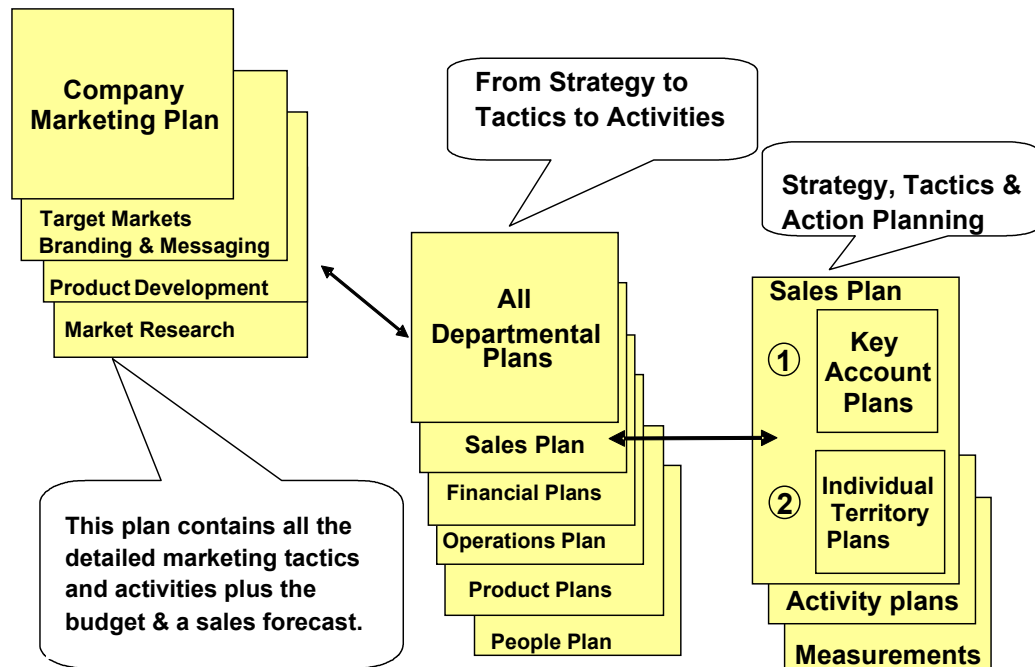 Company
Marketing Plan
Target Markets
Branding & Messaging
Product Development
Market Research
This plan contains all the
detailed marketing tactics
and activities plus the
budget & a sales forecast.
From Strategy to
Tactics to Activities
All
Departmental
Plans
Sales Plan
Financial Plans
Operations Plan
Product Plans
People Plan
Strategy, Tactics &
Action Planning
Sales Plan
1
Key
Account
Plans
2
Individual
Territory
Plans
Activity plans
Measurements